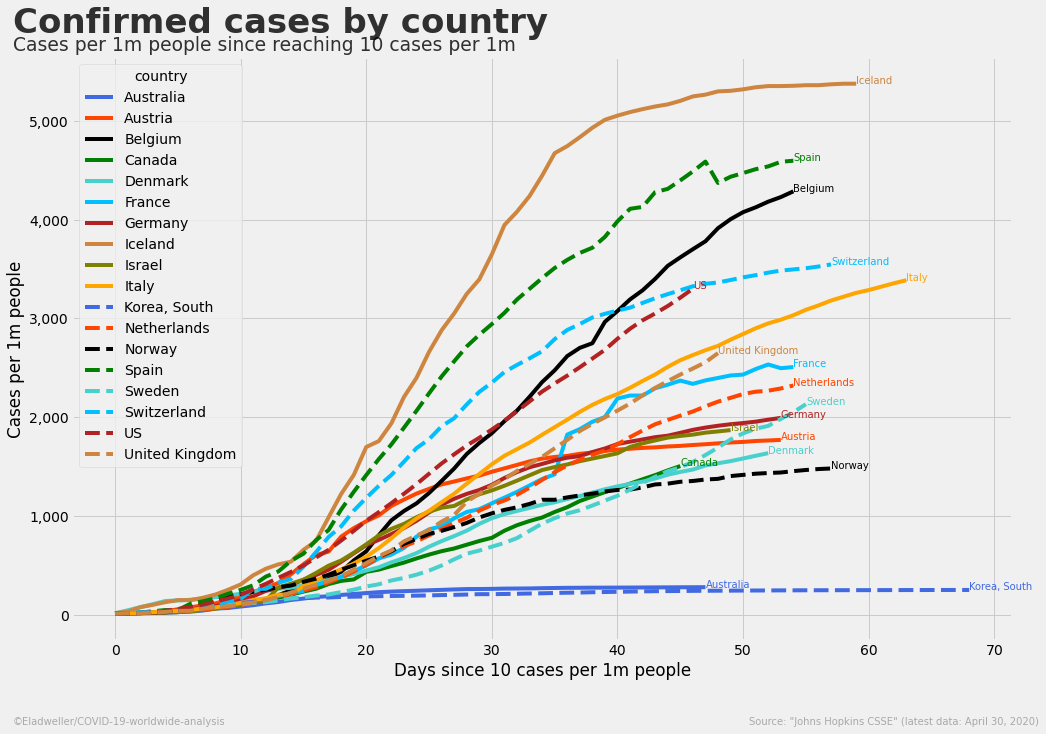 Confirmed cases by country
Cases per 1m people since reaching 10 cases per 1m
country
Australia
Austria
Belgium
Canada
Denmark
France
Germany
Iceland
Israel
Italy
Korea, South
Netherlands
Norway
Spain
Sweden
Switzerland
US
United Kingdom
Cases per 1m people
5,000
4,000
3,000
2,000
1,000
0
Iceland
Spain
Belgium
Switzerland
Italy
US
United Kingdom
France
Netherlands
Sweden
Germany
Israel
Austria
Denmark
Canada
Norway
Australia
Korea, South
0 10 20 30 40 50 60 70
Days since 10 cases per 1m people
©Eladweller/COVID-19-worldwide-analysis
Source: "Johns Hopkins CSSE" (latest data: April 30, 2020)